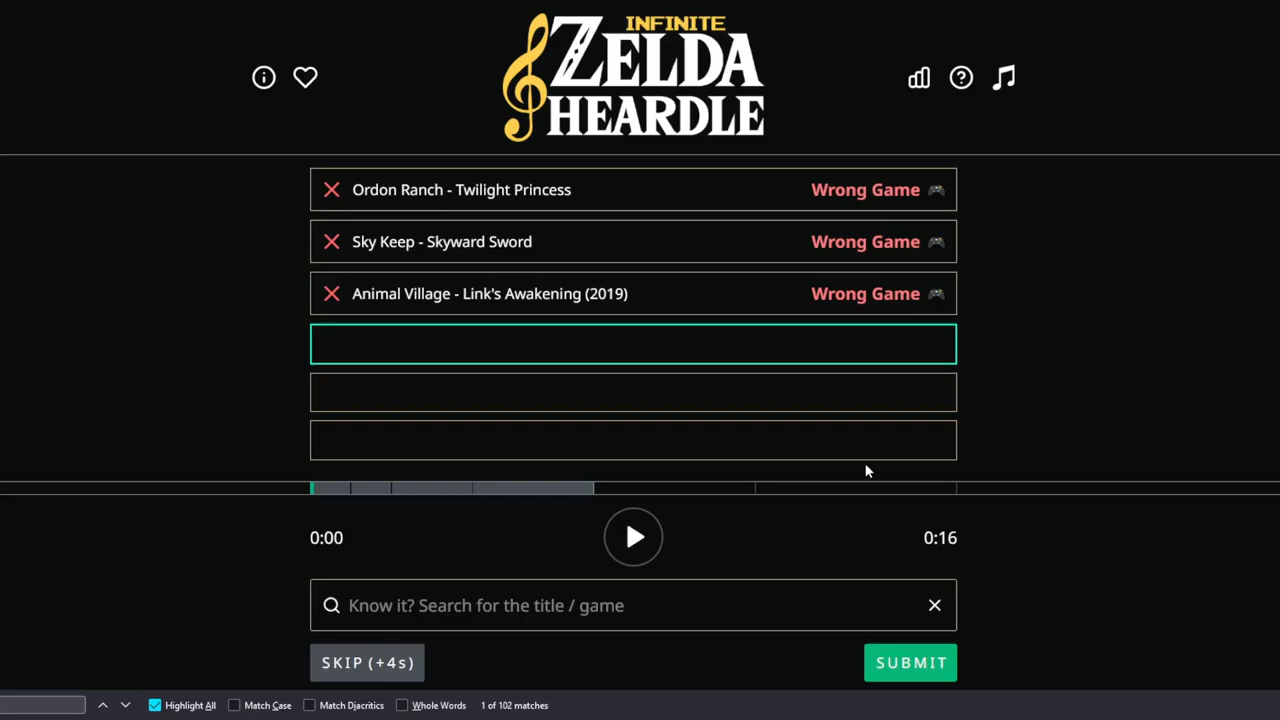 INFINITE
ZELDA
HEARDLE
Ordon Ranch - Twilight Princess Wrong Game
Sky Keep - Skyward Sword Wrong Game
Animal Village - Link's Awakening (2019) Wrong Game
0:00 0:16
Know it? Search for the title / game
SKIP (+4s) SUBMIT
Highlight All Match Case Match Diacritics Whole Words 1 of 102 matches